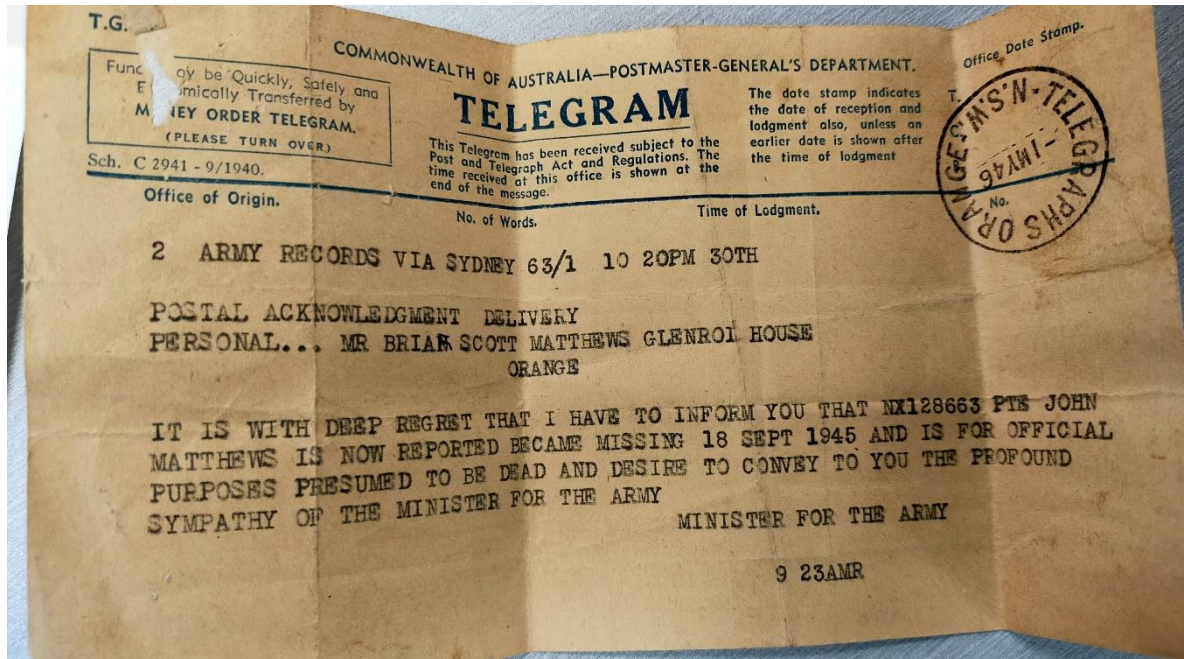 T.G.
COMMONWEALTH OF AUSTRALIA—POSTMASTER-GENERAL'S DEPARTMENT.
Office Date Stamp.
be Quickly, Safely and
Transferred by
ORDER TELEGRAM.
(PLEASE TURN OVER)
Sch. C 2941 - 9/1940.
TELEGRAM
This Telegram has been received subject to the
Post and Telegraph Act and Regulations. The
time received at this office is shown at the
end of the message.
The date stamp indicates
the date of reception and
lodgment also, unless an
earlier date is shown after
the time of lodgment
TELEGRAPHS ORANGE S·W·S·N·
-1MY46
No.
Office of Origin.
No. of Words.
Time of Lodgment.
2 ARMY RECORDS VIA SYDNEY 63/1 10 20PM 30TH
POSTAL ACKNOWLEDGMENT DELIVERY
PERSONAL... MR BRIAN SCOTT MATTHEWS GLENROI HOUSE
ORANGE
IT IS WITH DEEP REGRET THAT I HAVE TO INFORM YOU THAT NX128663 PTE JOHN
MATTHEWS IS NOW REPORTED BECAME MISSING 18 SEPT 1945 AND IS FOR OFFICIAL
PURPOSES PRESUMED TO BE DEAD AND DESIRE TO CONVEY TO YOU THE PROFOUND
SYMPATHY OF THE MINISTER FOR THE ARMY
MINISTER FOR THE ARMY
9 23AMR